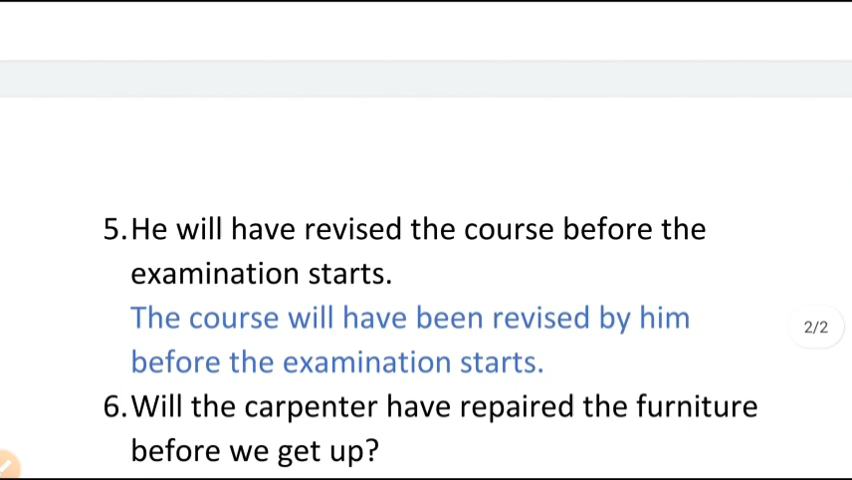 5.He will have revised the course before the
examination starts.
The course will have been revised by him
before the examination starts.
2/2
6.Will the carpenter have repaired the furniture
before we get up?